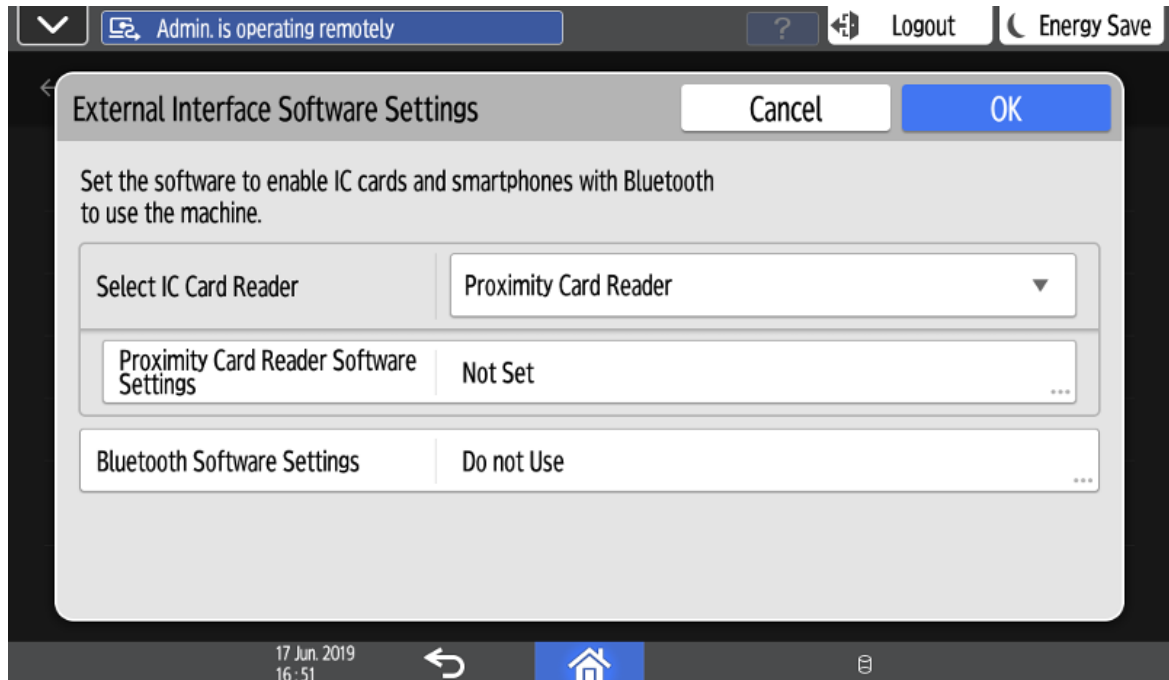 Admin. is operating remotely
?
Logout
Energy Save
External Interface Software Settings
Cancel
OK
Set the software to enable IC cards and smartphones with Bluetooth
to use the machine.
Select IC Card Reader
Proximity Card Reader
Proximity Card Reader Software
Settings
Not Set
...
Bluetooth Software Settings
Do not Use
...
17 Jun. 2019
16 : 51